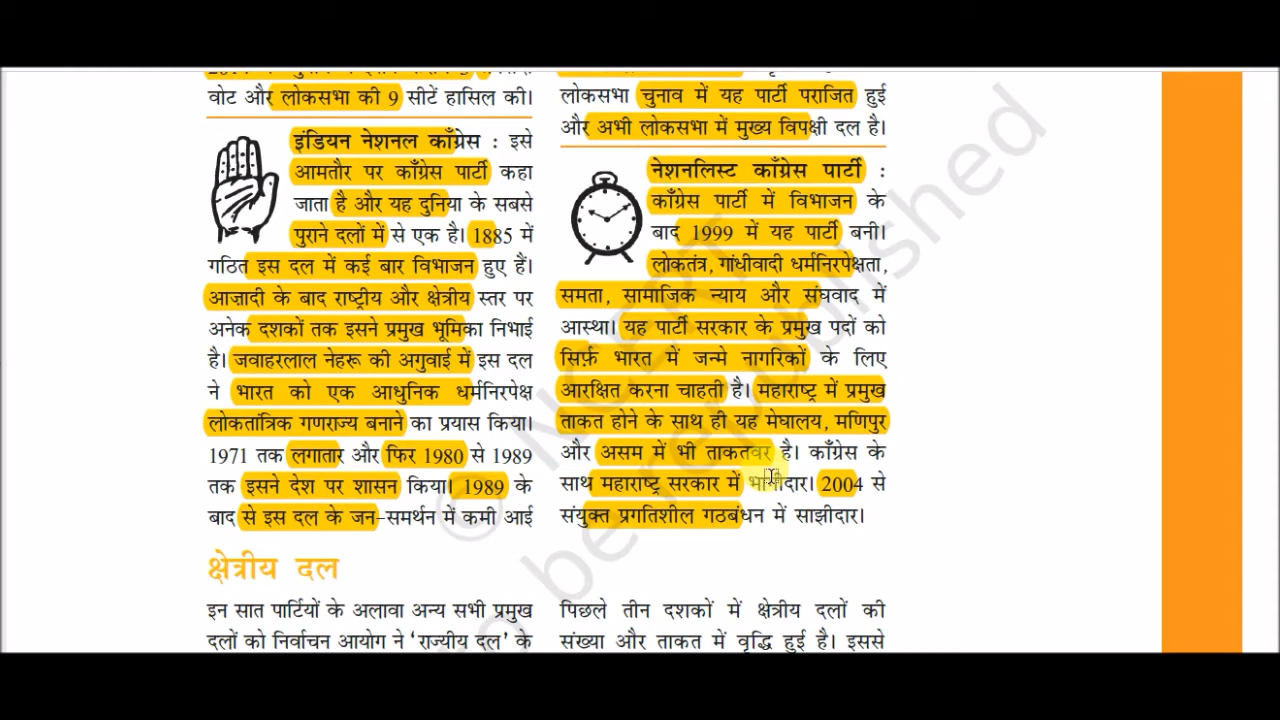 वोट और लोकसभा की 9 सीटें हासिल की।
इंडियन नेशनल काँग्रेस : इसे
आमतौर पर काँग्रेस पार्टी कहा
जाता है और यह दुनिया के सबसे
पुराने दलों में से एक है। 1885 में
गठित इस दल में कई बार विभाजन हुए हैं।
आज़ादी के बाद राष्ट्रीय और क्षेत्रीय स्तर पर
अनेक दशकों तक इसने प्रमुख भूमिका निभाई
है। जवाहरलाल नेहरू की अगुवाई में इस दल
ने भारत को एक आधुनिक धर्मनिरपेक्ष
लोकतांत्रिक गणराज्य बनाने का प्रयास किया।
1971 तक लगातार और फिर 1980 से 1989
तक इसने देश पर शासन किया। 1989 के
बाद से इस दल के जन-समर्थन में कमी आई
लोकसभा चुनाव में यह पार्टी पराजित हुई
और अभी लोकसभा में मुख्य विपक्षी दल है।
नेशनलिस्ट काँग्रेस पार्टी :
काँग्रेस पार्टी में विभाजन के
बाद 1999 में यह पार्टी बनी।
लोकतंत्र, गांधीवादी धर्मनिरपेक्षता,
समता, सामाजिक न्याय और संघवाद में
आस्था। यह पार्टी सरकार के प्रमुख पदों को
सिर्फ़ भारत में जन्मे नागरिकों के लिए
आरक्षित करना चाहती है। महाराष्ट्र में प्रमुख
ताकत होने के साथ ही यह मेघालय, मणिपुर
और असम में भी ताकतवर है। काँग्रेस के
साथ महाराष्ट्र सरकार में भागीदार। 2004 से
संयुक्त प्रगतिशील गठबंधन में साझीदार।
क्षेत्रीय दल
इन सात पार्टियों के अलावा अन्य सभी प्रमुख
दलों को निर्वाचन आयोग ने 'राज्यीय दल' के
पिछले तीन दशकों में क्षेत्रीय दलों की
संख्या और ताकत में वृद्धि हुई है। इससे
© NCERT
to be republished